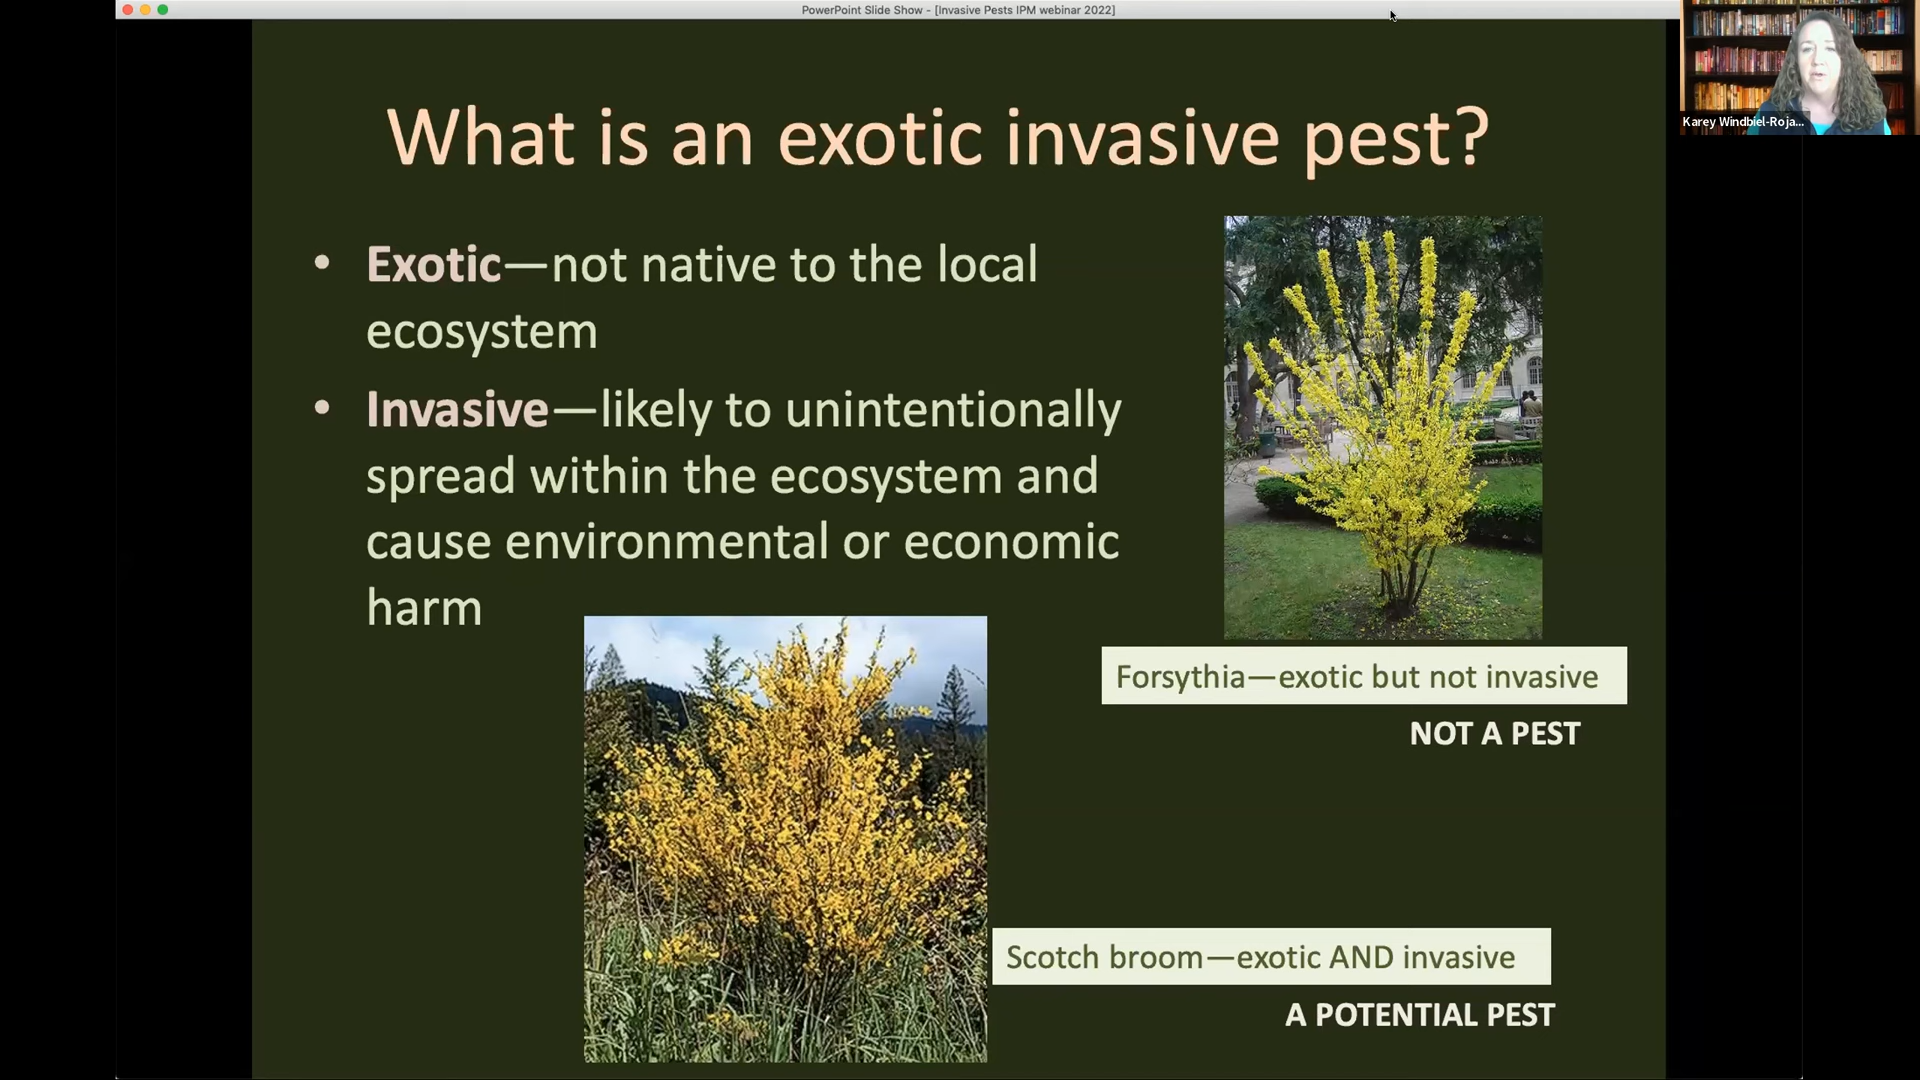 PowerPoint Slide Show - [Invasive Pests IPM webinar 2022]
Karey Windbiel-Roja...
What is an exotic invasive pest?
• Exotic—not native to the local
ecosystem
• Invasive—likely to unintentionally
spread within the ecosystem and
cause environmental or economic
harm
Forsythia—exotic but not invasive
NOT A PEST
Scotch broom—exotic AND invasive
A POTENTIAL PEST